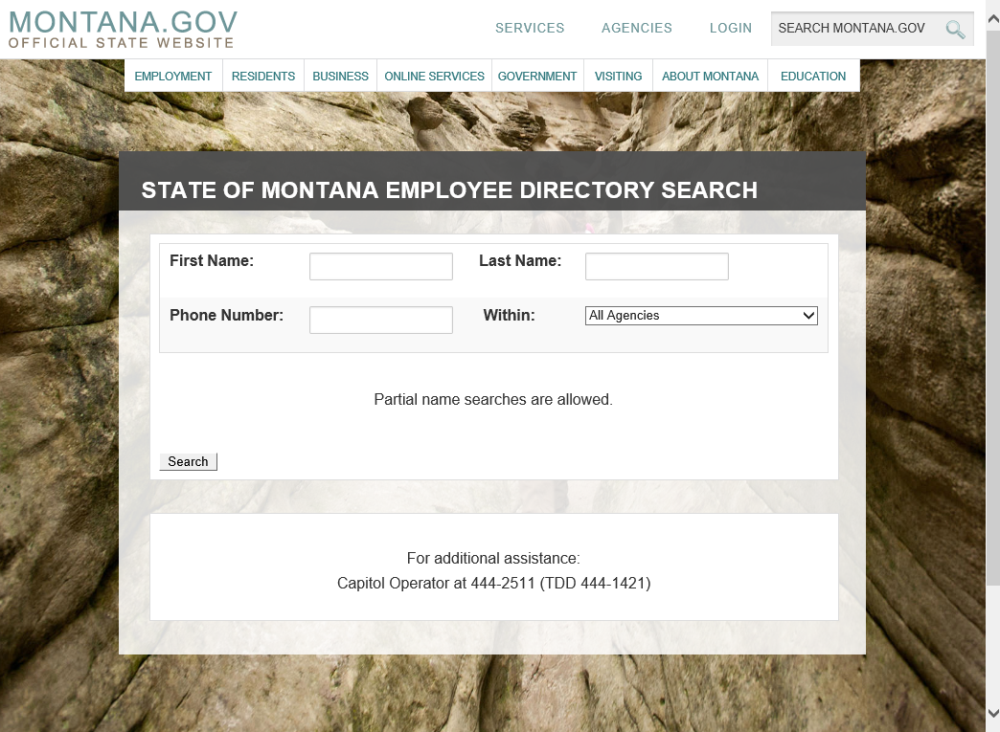 MONTANA.GOV
OFFICIAL STATE WEBSITE
SERVICES AGENCIES LOGIN SEARCH MONTANA.GOV
EMPLOYMENT RESIDENTS BUSINESS ONLINE SERVICES GOVERNMENT VISITING ABOUT MONTANA EDUCATION
STATE OF MONTANA EMPLOYEE DIRECTORY SEARCH
First Name: Last Name:
Phone Number: Within: All Agencies
Partial name searches are allowed.
Search
For additional assistance:
Capitol Operator at 444-2511 (TDD 444-1421)